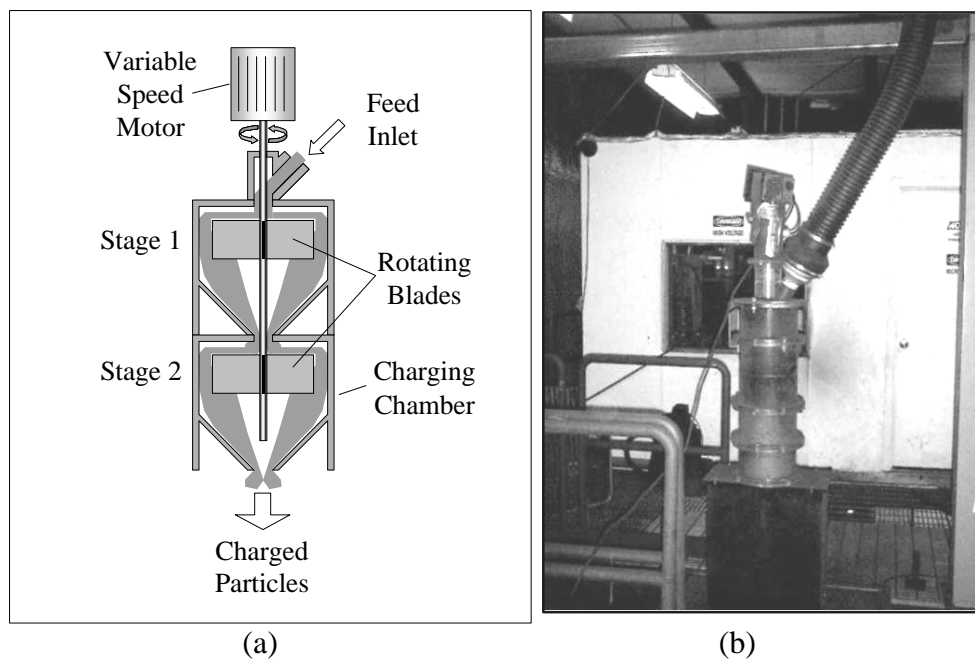 Variable
Speed
Motor
Feed
Inlet
Stage 1
Rotating
Blades
Stage 2
Charging
Chamber
Charged
Particles
HIGH VOLTAGE
(a)
(b)